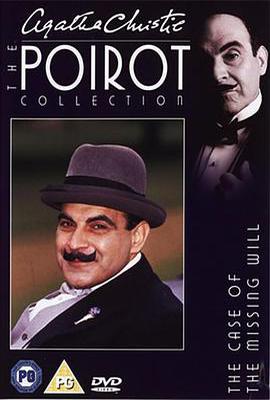 Agatha Christie
THE
POIROT
COLLECTION
THE CASE OF
THE MISSING WILL
PG
PG
DVD
VIDEO